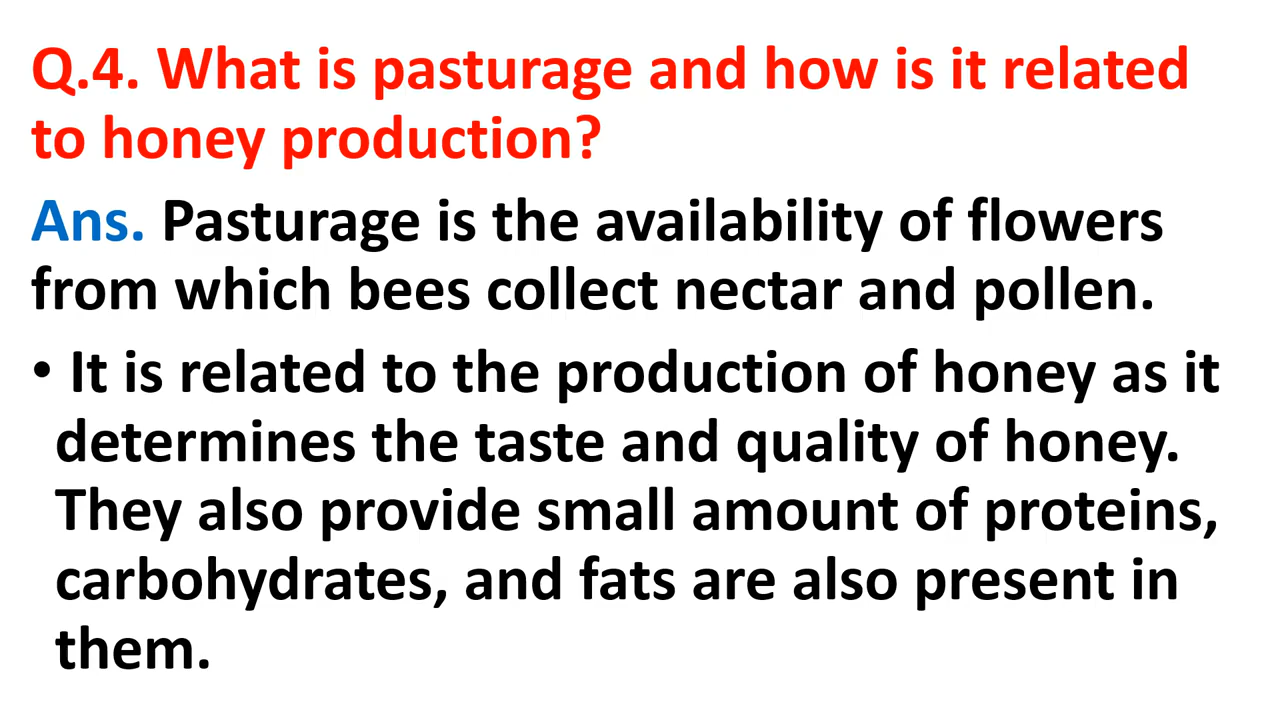 Q.4. What is pasturage and how is it related
to honey production?
Ans. Pasturage is the availability of flowers
from which bees collect nectar and pollen.
• It is related to the production of honey as it
determines the taste and quality of honey.
They also provide small amount of proteins,
carbohydrates, and fats are also present in
them.